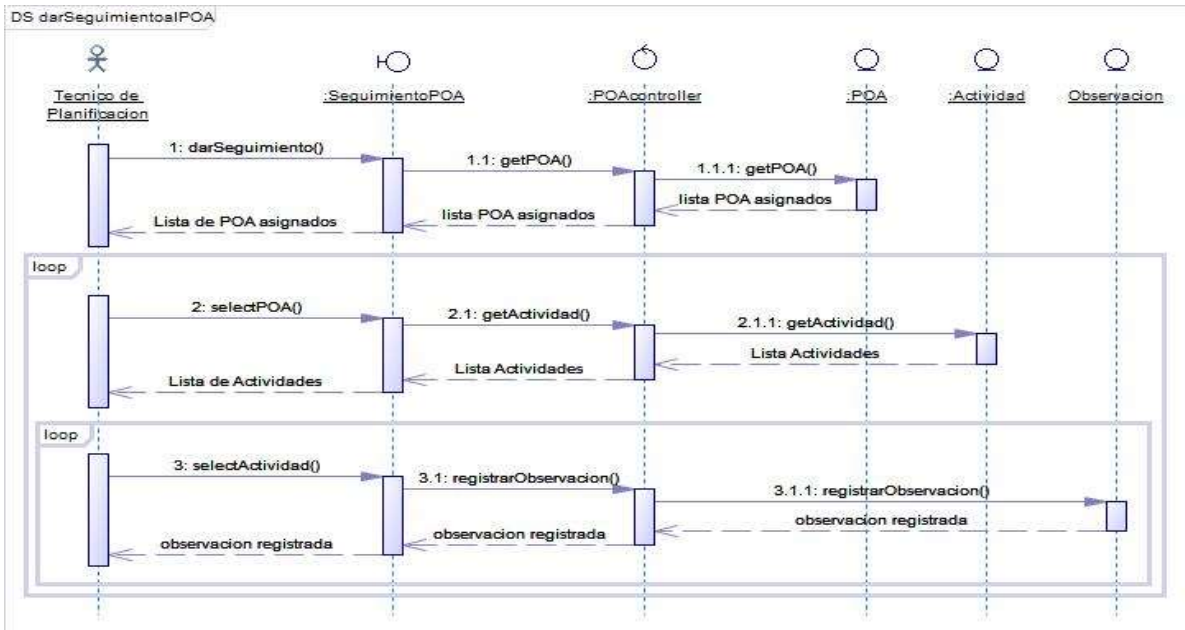 DS darSeguimientoalPOA
Tecnico de
Planificacion
:SeguimientoPOA
:POAcontroller
:POA
:Actividad
Observacion
1: darSeguimiento()
1.1: getPOA()
1.1.1: getPOA()
lista POA asignados
lista POA asignados
Lista de POA asignados
loop
2: selectPOA()
2.1: getActividad()
2.1.1: getActividad()
Lista Actividades
Lista Actividades
Lista de Actividades
loop
3: selectActividad()
3.1: registrarObservacion()
3.1.1: registrarObservacion()
observacion registrada
observacion registrada
observacion registrada